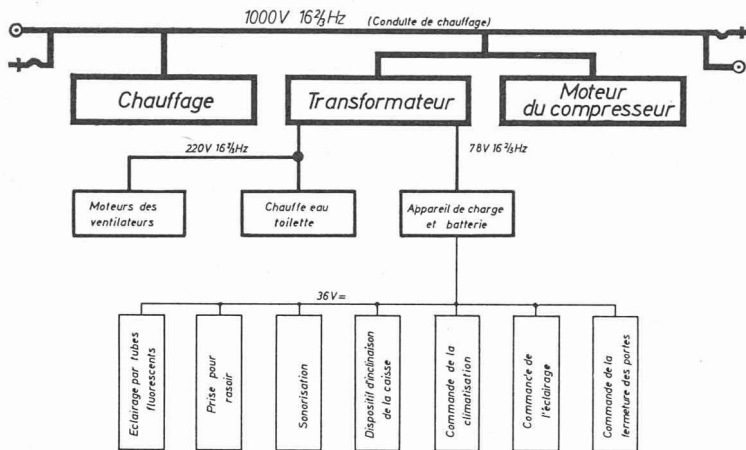 1000V 16⅔Hz (Conduite de chauffage)
Chauffage
Transformateur
Moteur
du compresseur
220V 16⅔Hz
78V 16⅔Hz
Moteurs des
ventilateurs
Chauffe eau
toilette
Appareil de charge
et batterie
36V=
Eclairage par tubes
fluorescents
Prise pour
rasoir
Sonorisation
Dispositif d'inclinaison
de la caisse
Commande de la
climatisation
Commande de
l'éclairage
Commande de la
fermeture des portes